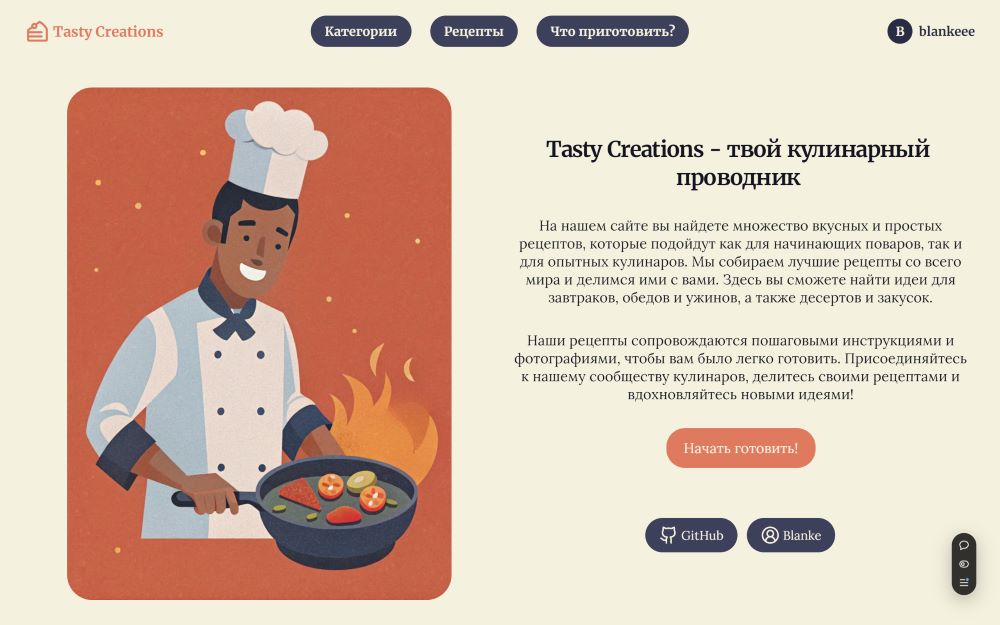 Tasty Creations
Категории
Рецепты
Что приготовить?
B
blankeee
Tasty Creations - твой кулинарный
проводник
На нашем сайте вы найдете множество вкусных и простых
рецептов, которые подойдут как для начинающих поваров, так и
для опытных кулинаров. Мы собираем лучшие рецепты со всего
мира и делимся ими с вами. Здесь вы сможете найти идеи для
завтраков, обедов и ужинов, а также десертов и закусок.
Наши рецепты сопровождаются пошаговыми инструкциями и
фотографиями, чтобы вам было легко готовить. Присоединяйтесь
к нашему сообществу кулинаров, делитесь своими рецептами и
вдохновляйтесь новыми идеями!
Начать готовить!
GitHub
Blanke